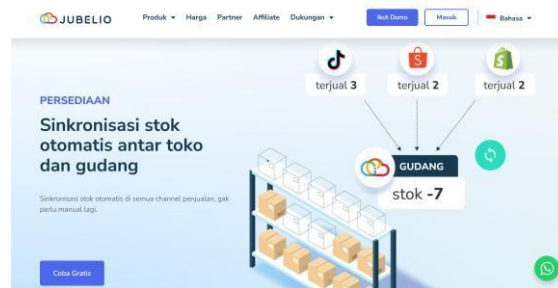 JUBELIO
Produk Harga Partner Affiliate Dukungan Ikut Demo Masuk Bahasa
terjual 3 terjual 2 terjual 2
PERSEDIAAN
Sinkronisasi stok
otomatis antar toko
dan gudang
GUDANG
stok -7
Sinkronisasi stok otomatis di semua channel penjualan, gak
perlu manual lagi.
Coba Gratis